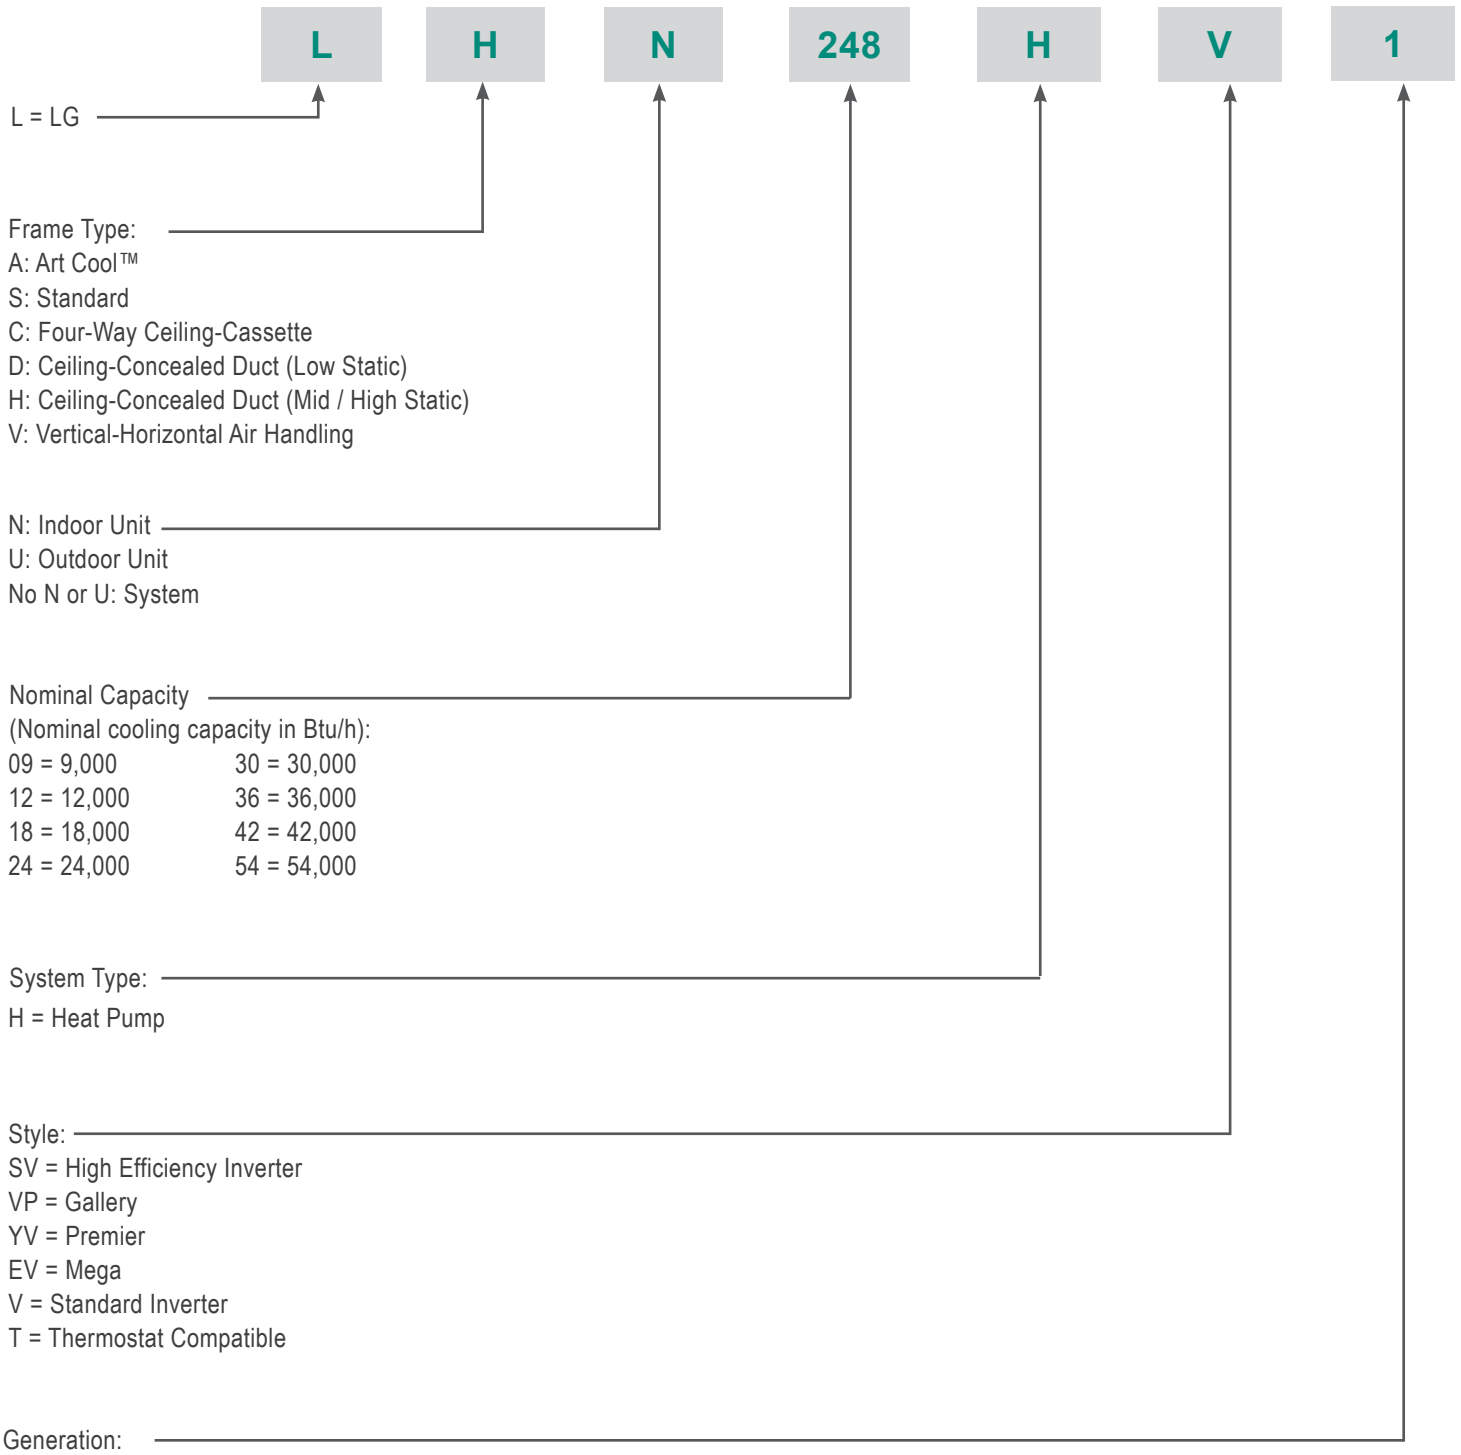 L H N 248 H V 1
L = LG
Frame Type:
A: Art Cool™
S: Standard
C: Four-Way Ceiling-Cassette
D: Ceiling-Concealed Duct (Low Static)
H: Ceiling-Concealed Duct (Mid / High Static)
V: Vertical-Horizontal Air Handling
N: Indoor Unit
U: Outdoor Unit
No N or U: System
Nominal Capacity
(Nominal cooling capacity in Btu/h):
09 = 9,000 30 = 30,000
12 = 12,000 36 = 36,000
18 = 18,000 42 = 42,000
24 = 24,000 54 = 54,000
System Type:
H = Heat Pump
Style:
SV = High Efficiency Inverter
VP = Gallery
YV = Premier
EV = Mega
V = Standard Inverter
T = Thermostat Compatible
Generation: